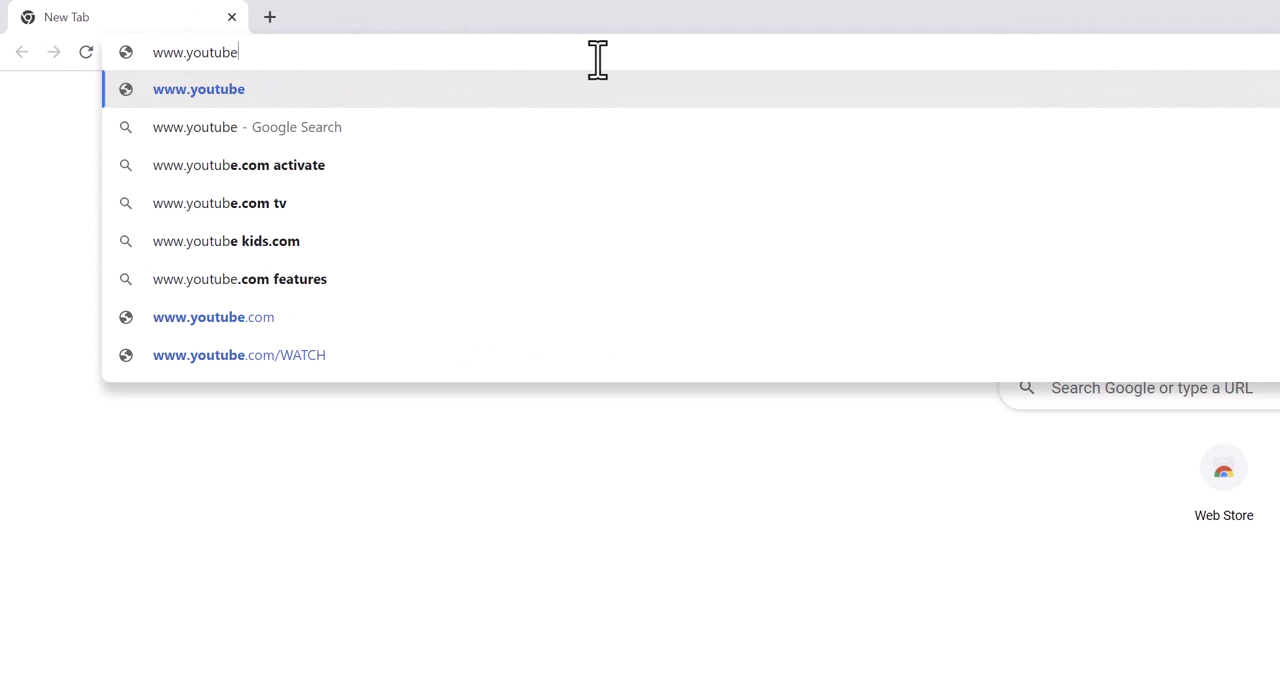 New Tab
www.youtube
www.youtube
www.youtube - Google Search
www.youtube.com activate
www.youtube.com tv
www.youtube kids.com
www.youtube.com features
www.youtube.com
www.youtube.com/WATCH
Search Google or type a URL
Web Store